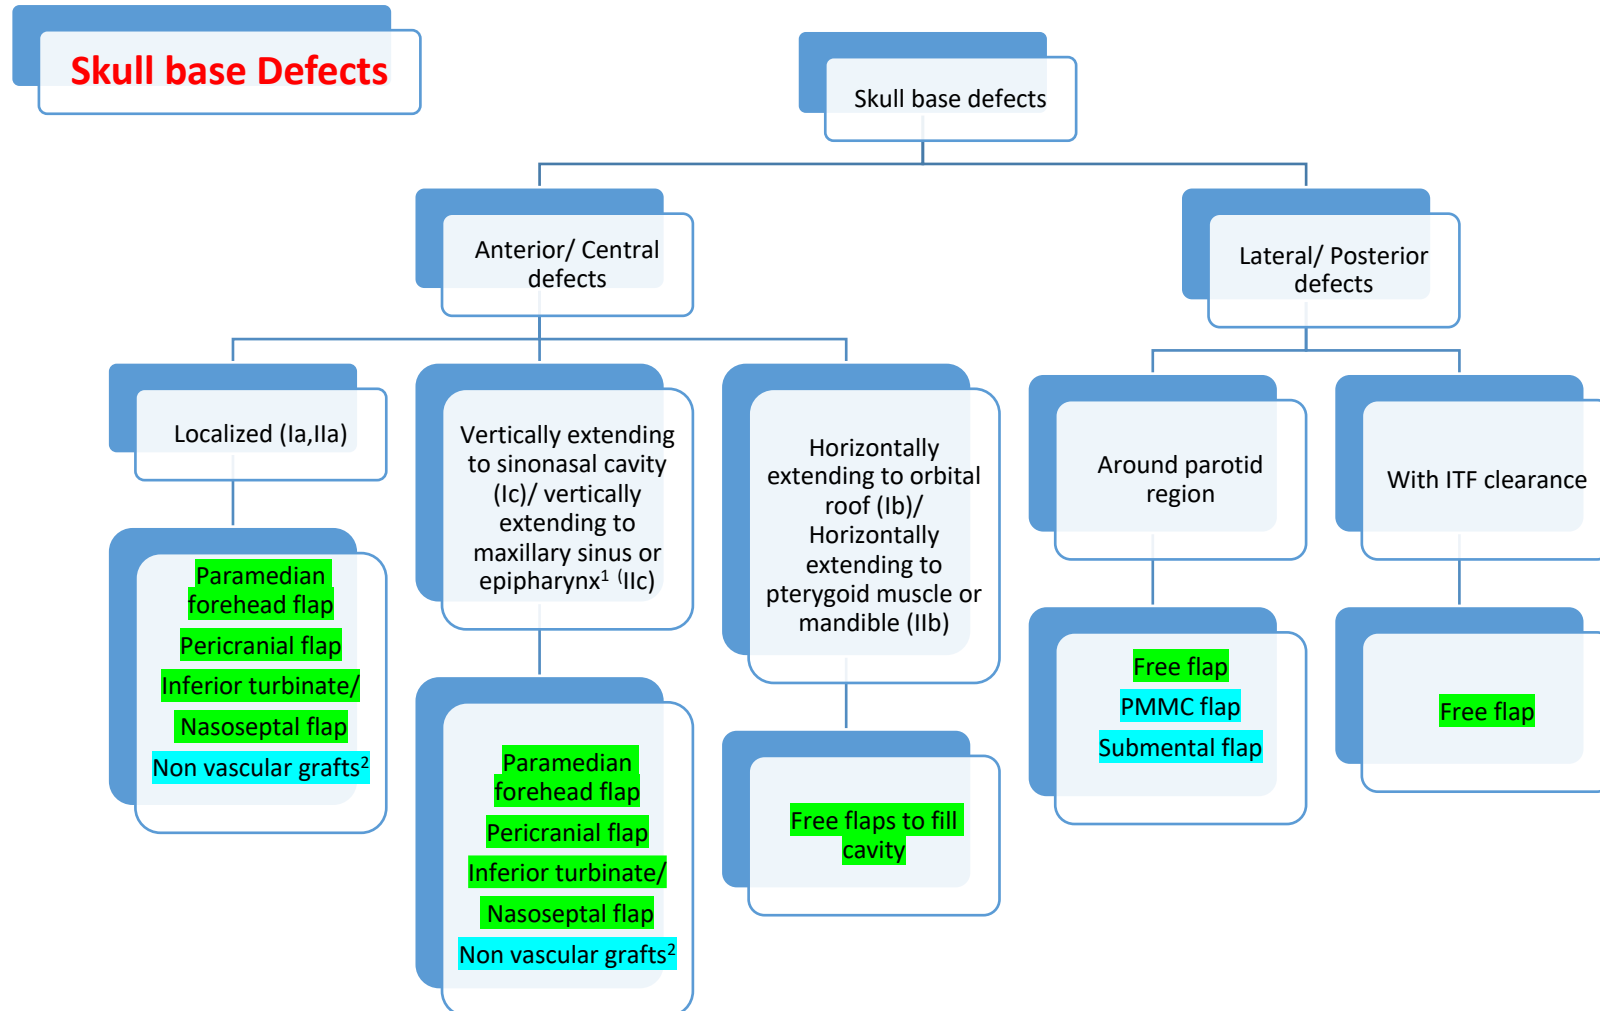 Skull base Defects
Skull base defects
Anterior/ Central
defects
Lateral/ Posterior
defects
Localized (Ia,IIa)
Vertically extending
to sinonasal cavity
(Ic)/ vertically
extending to
maxillary sinus or
epipharynx¹ ⁽IIc)
Horizontally
extending to orbital
roof (Ib)/
Horizontally
extending to
pterygoid muscle or
mandible (IIb)
Around parotid
region
With ITF clearance
Paramedian
forehead flap
Pericranial flap
Inferior turbinate/
Nasoseptal flap
Non vascular grafts²
Paramedian
forehead flap
Pericranial flap
Inferior turbinate/
Nasoseptal flap
Non vascular grafts²
Free flaps to fill
cavity
Free flap
PMMC flap
Submental flap
Free flap